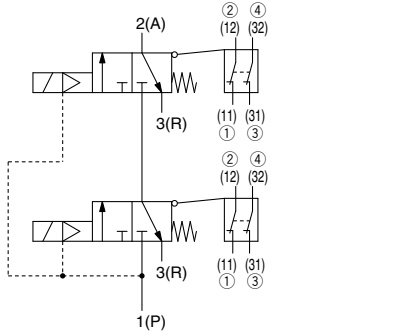 ② ④
2(A) (12) (32)
3(R) (11) (31)
① ③
② ④
(12) (32)
3(R) (11) (31)
① ③
1(P)